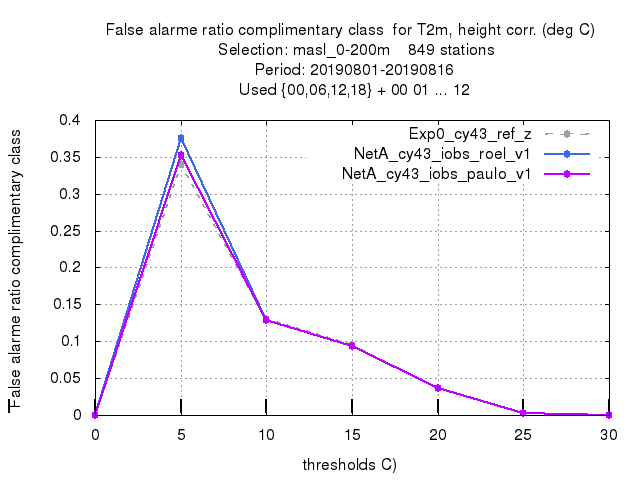 False alarme ratio complimentary class  for T2m, height corr. (deg C)
Selection: masl_0-200m    849 stations
Period: 20190801-20190816
Used {00,06,12,18} + 00 01 ... 12
False alarme ratio complimentary class
0.4
0.35
0.3
0.25
0.2
0.15
0.1
0.05
0
Exp0_cy43_ref_z
NetA_cy43_iobs_roel_v1
NetA_cy43_iobs_paulo_v1
0 5 10 15 20 25 30
thresholds C)